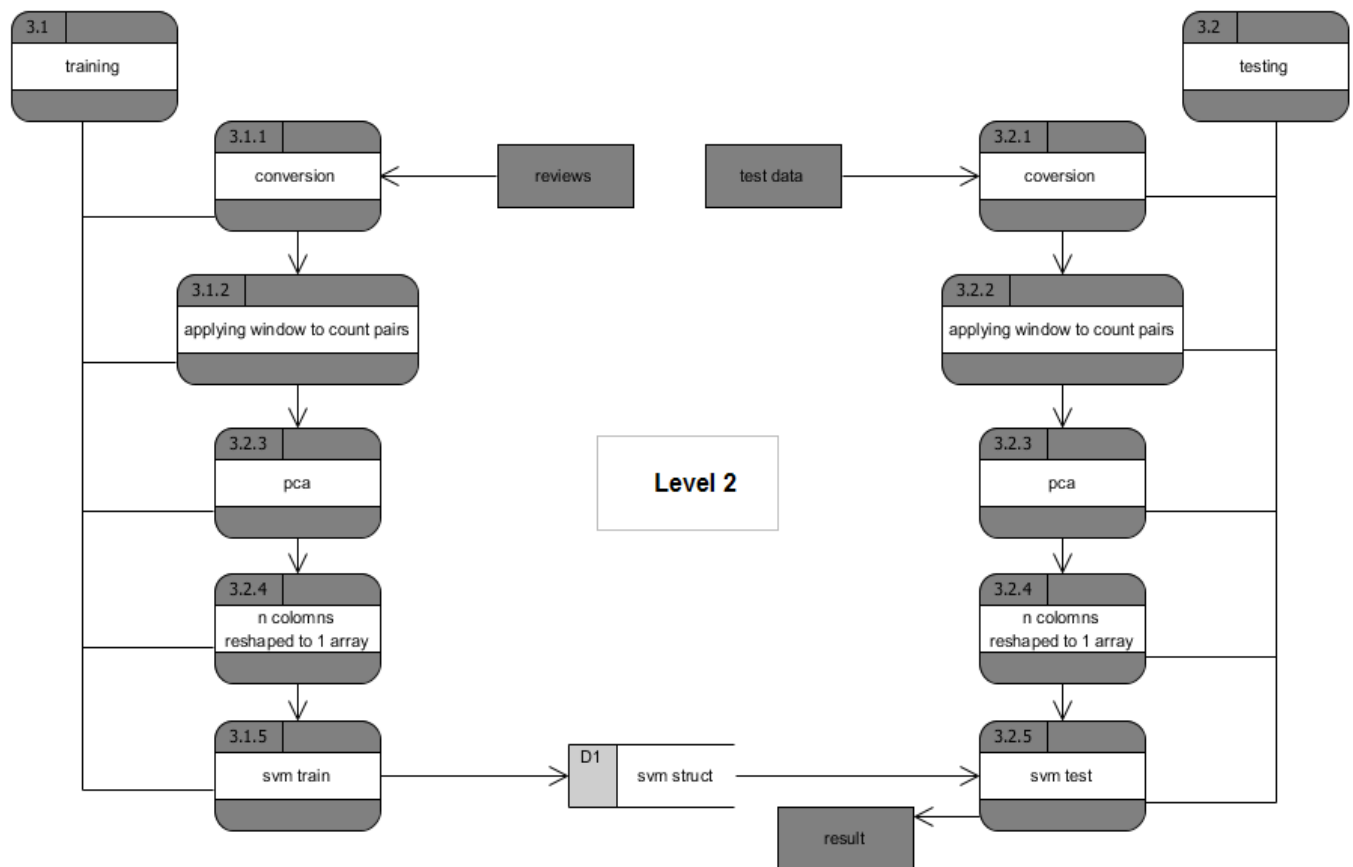 3.1
training
3.2
testing
3.1.1
conversion
reviews
test data
3.2.1
coversion
3.1.2
applying window to count pairs
3.2.2
applying window to count pairs
3.2.3
pca
Level 2
3.2.3
pca
3.2.4
n colomns
reshaped to 1 array
3.2.4
n colomns
reshaped to 1 array
3.1.5
svm train
D1
svm struct
3.2.5
svm test
result